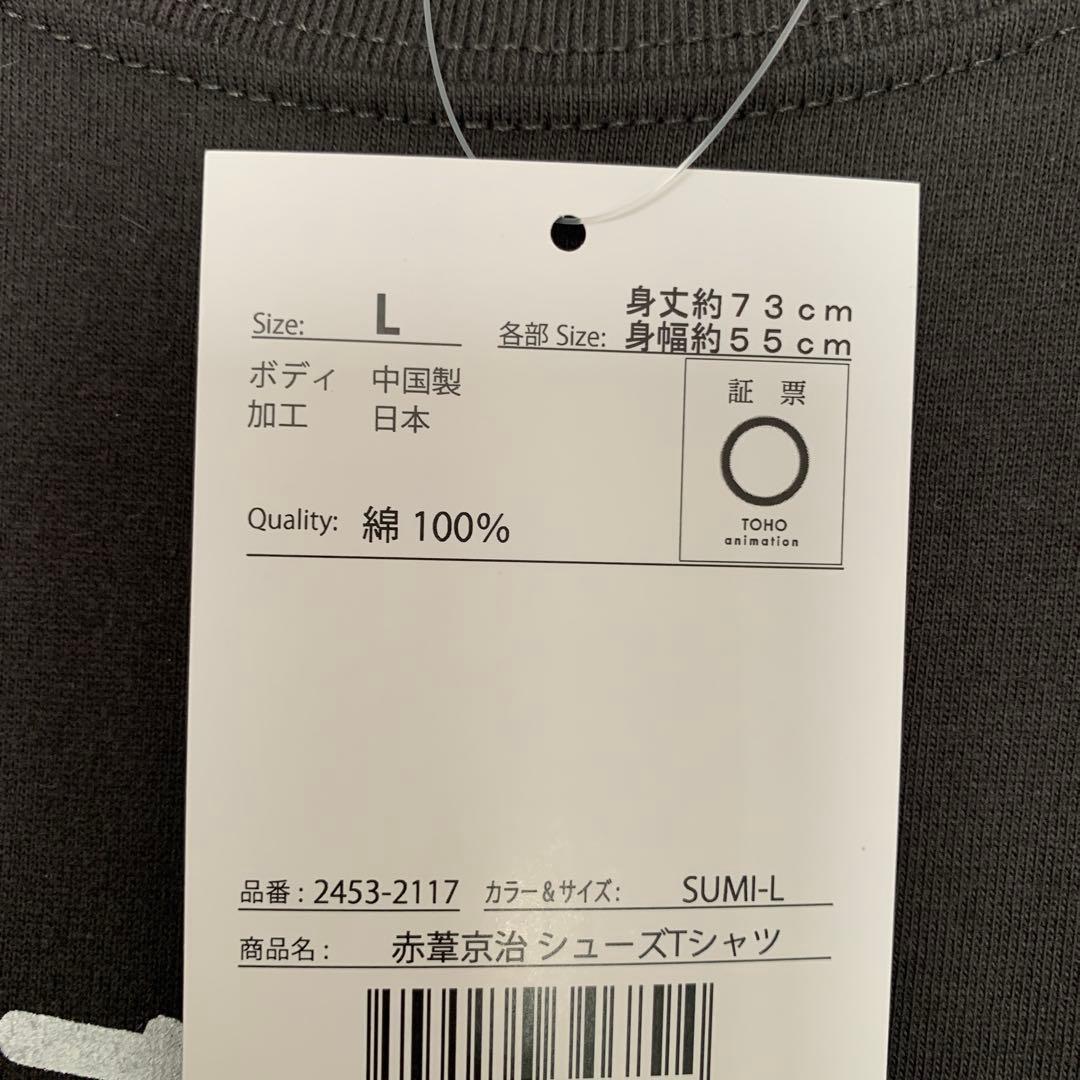 Size: L
各部 Size: 身丈約73cm
身幅約55cm
ボディ 中国製
加工 日本
証 票
TOHO
animation
Quality: 綿 100%
品番: 2453-2117 カラー&サイズ: SUMI-L
商品名: 赤葦京治 シューズTシャツ